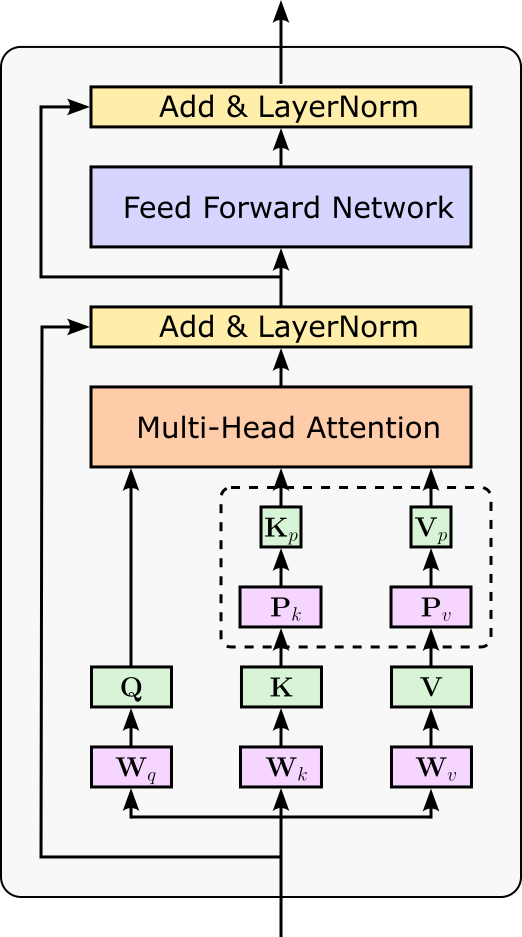 Add & LayerNorm
Feed Forward Network
Add & LayerNorm
Multi-Head Attention
K_p V_p
P_k P_v
Q K V
W_q W_k W_v